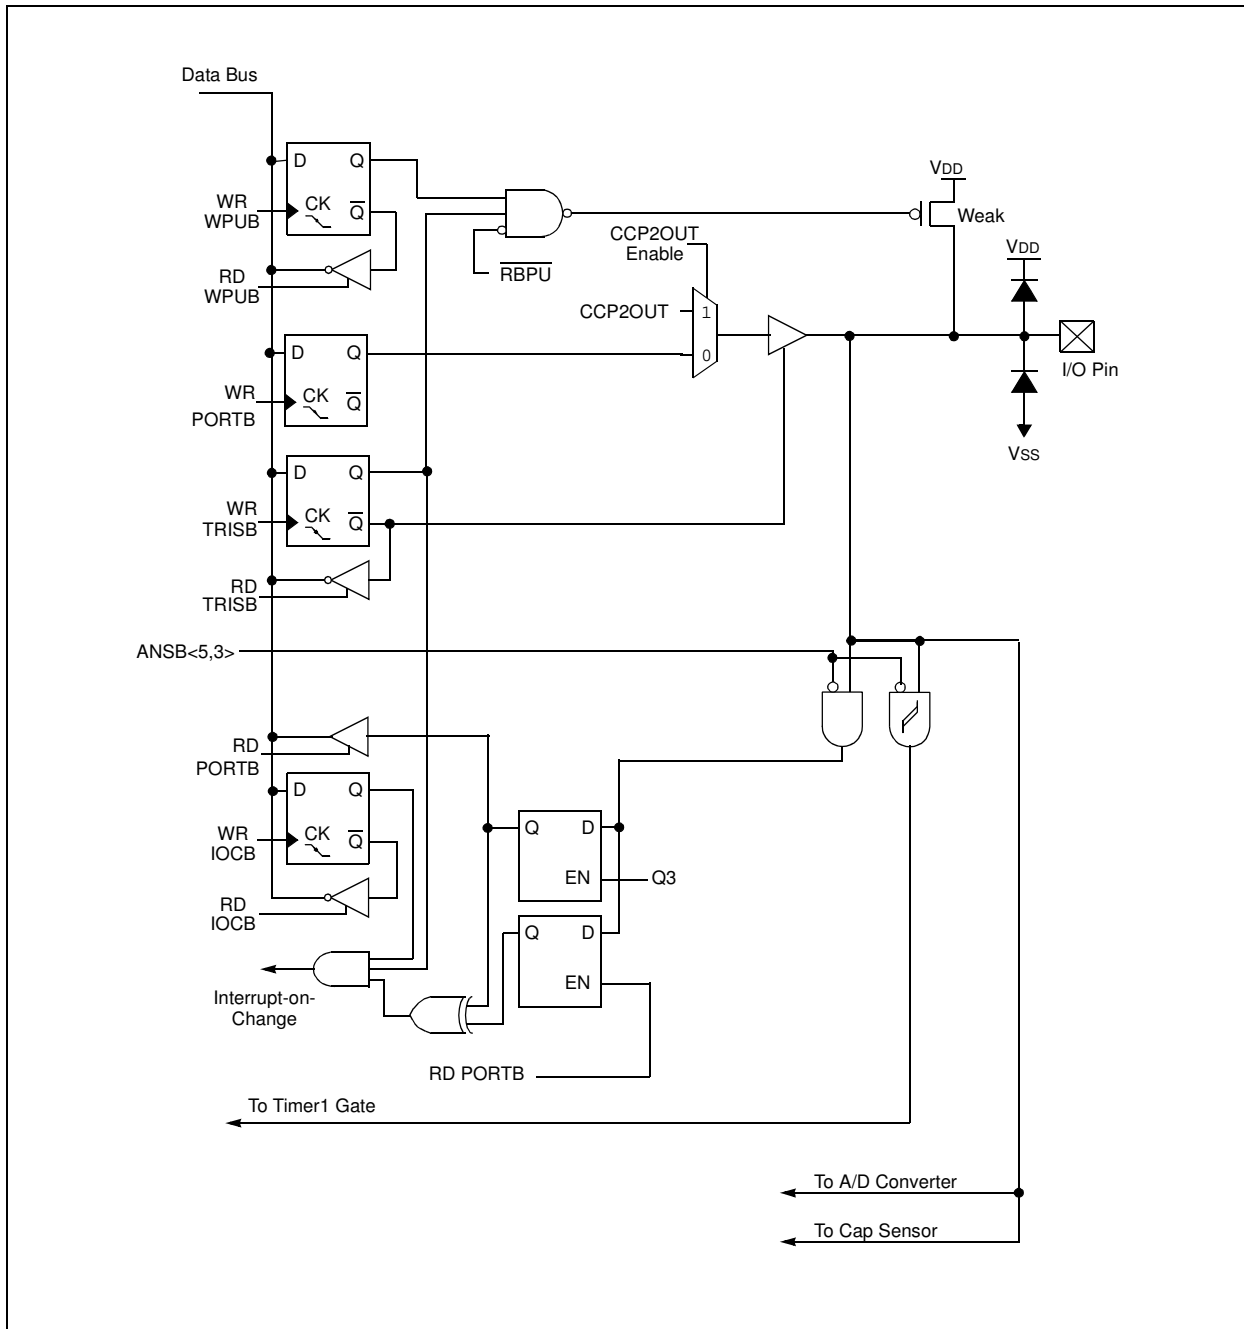 Data Bus
D Q
WR
WPUB
CK Q̅
RD
WPUB
RBPU
CCP2OUT
Enable
CCP2OUT
1
0
VDD
Weak
VDD
I/O Pin
VSS
D Q
WR
PORTB
CK Q̅
D Q
WR
TRISB
CK Q̅
RD
TRISB
ANSB<5,3>
RD
PORTB
D Q
WR
IOCB
CK Q̅
RD
IOCB
Q D
EN
Q3
Q D
EN
Interrupt-on-
Change
RD PORTB
To Timer1 Gate
To A/D Converter
To Cap Sensor